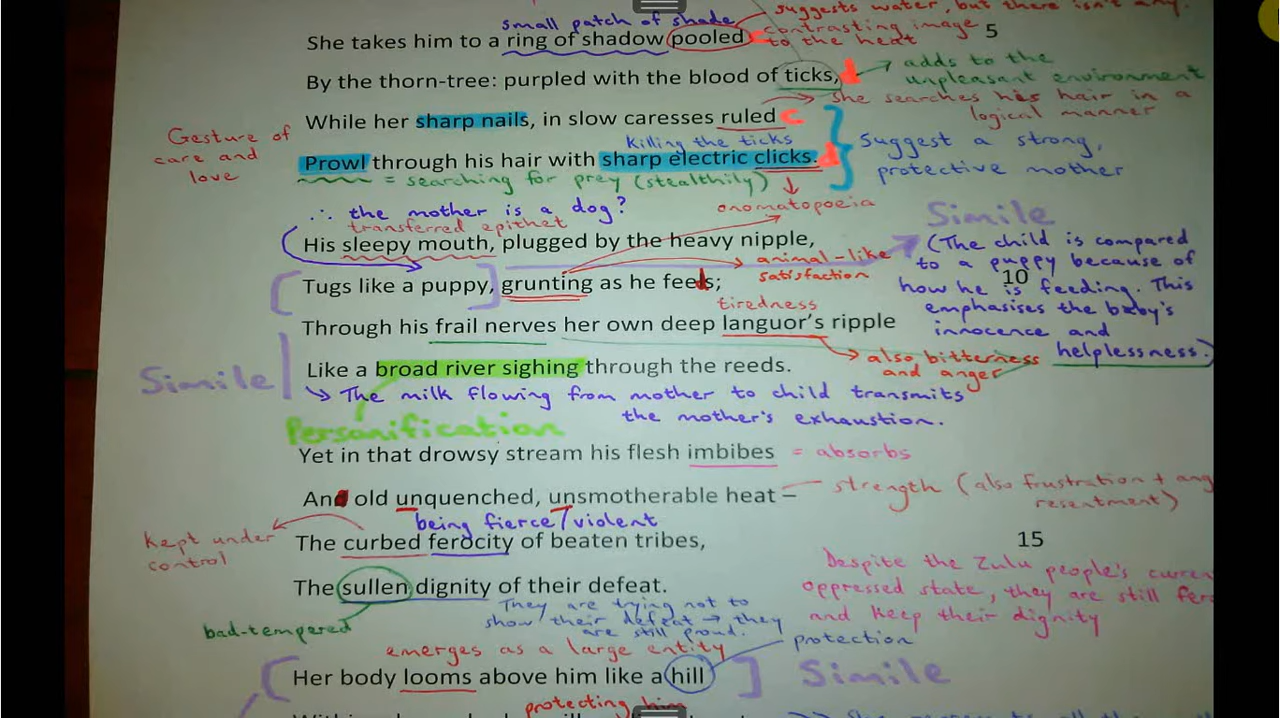 suggests water, but there isn't any.
small patch of shade
contrasting image
She takes him to a ring of shadow pooled
to the heat
5
adds to the
By the thorn-tree: purpled with the blood of ticks,
unpleasant environment
she searches his hair in a
logical manner
Gesture of
care and
love
While her sharp nails, in slow caresses ruled c
killing the ticks
Suggest a strong,
protective mother
Prowl through his hair with sharp electric clicks. d
= searching for prey (stealthily)
onomatopoeia
∴ the mother is a dog?
transferred epithet
Simile
His sleepy mouth, plugged by the heavy nipple,
animal-like
satisfaction
(The child is compared
to a puppy because of
10
how he is feeding. This
emphasises the baby's
innocence and
helplessness.)
Tugs like a puppy, grunting as he feeds;
tiredness
Through his frail nerves her own deep languor's ripple
also bitterness
and anger
Simile
Like a broad river sighing through the reeds.
The milk flowing from mother to child transmits
the mother's exhaustion.
Personification
Yet in that drowsy stream his flesh imbibes = absorbs
An old unquenched, unsmotherable heat –
strength (also frustration +
resentment)
being fierce/violent
Kept under
control
The curbed ferocity of beaten tribes,
15
Despite the Zulu people's
oppressed state, they are still
and keep their dignity
The sullen dignity of their defeat.
bad-tempered
They are trying not to
show their defeat → they
are still proud.
protection
emerges as a large entity
Her body looms above him like a hill
Simile
protecting him